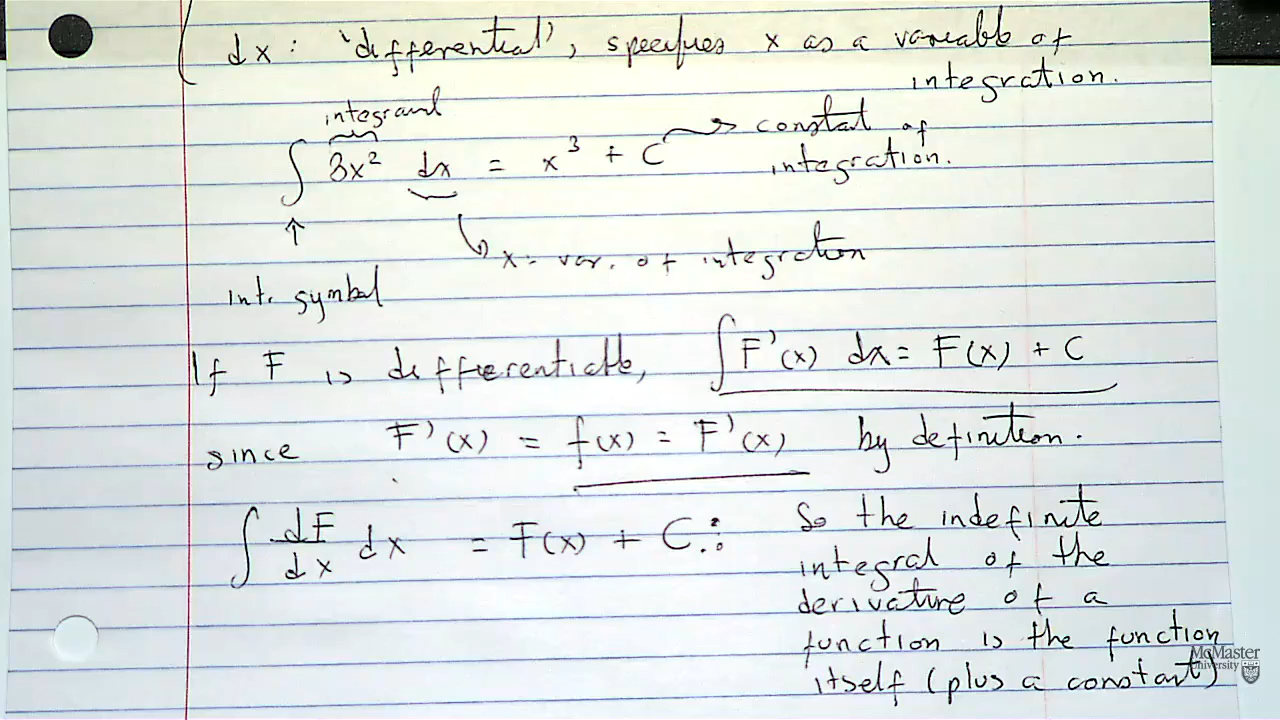 dx : 'differential', specifies x as a variable of
integration.
integrand
∫ 3x² dx = x³ + C → constat of
integration.
↑
x = var. of integration
int. symbol
If F is differentiable, ∫ F'(x) dx = F(x) + C
since F'(x) = f(x) = F'(x) by definition.
∫ dF/dx dx = F(x) + C ∴ So the indefinite
integral of the
derivative of a
function is the function
itself (plus a constant)
McMaster
University